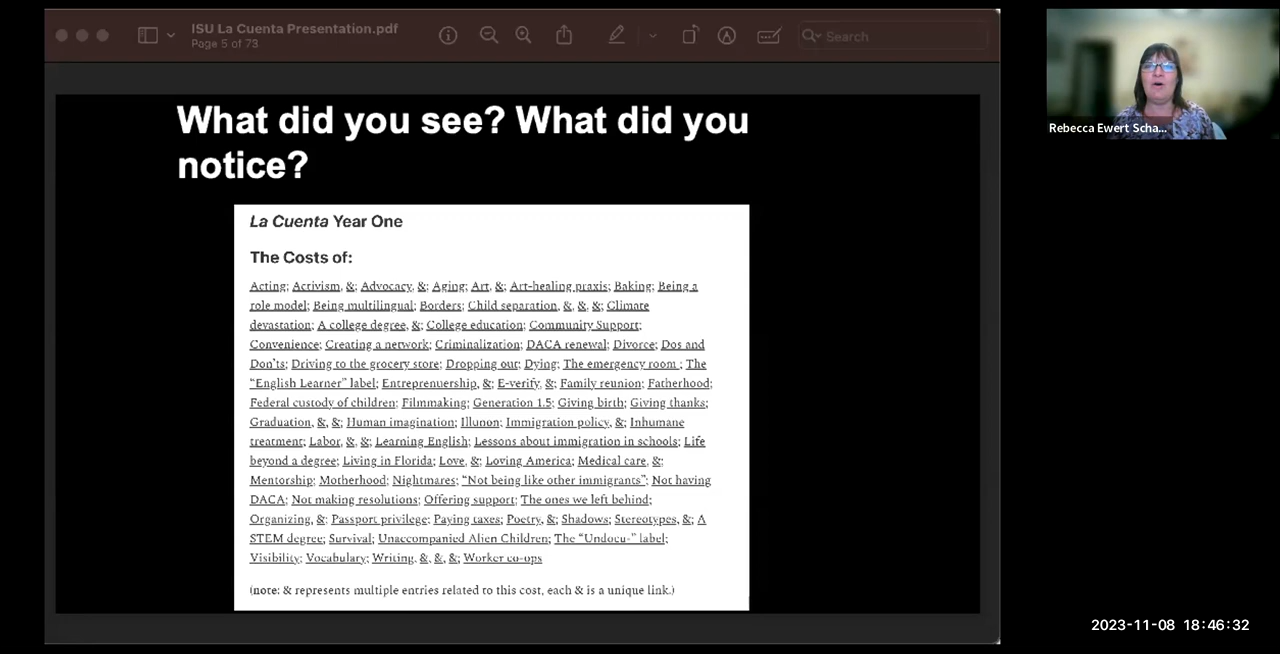 ISU La Cuenta Presentation.pdf
Page 5 of 73
Search
What did you see? What did you
notice?
La Cuenta Year One
The Costs of:
Acting; Activism, &; Advocacy, &; Aging; Art, &; Art-healing praxis; Baking; Being a
role model; Being multilingual; Borders; Child separation, &, &, &; Climate
devastation; A college degree, &; College education; Community Support;
Convenience; Creating a network; Criminalization; DACA renewal; Divorce; Dos and
Don'ts; Driving to the grocery store; Dropping out; Dying; The emergency room ; The
“English Learner” label; Entreprenuership, &; E-verify, &; Family reunion; Fatherhood;
Federal custody of children; Filmmaking; Generation 1.5; Giving birth; Giving thanks;
Graduation, &, &; Human imagination; Illunon; Immigration policy, &; Inhumane
treatment; Labor, &, &; Learning English; Lessons about immigration in schools; Life
beyond a degree; Living in Florida; Love, &; Loving America; Medical care, &;
Mentorship; Motherhood; Nightmares; “Not being like other immigrants”; Not having
DACA; Not making resolutions; Offering support; The ones we left behind;
Organizing, &; Passport privilege; Paying taxes; Poetry, &; Shadows; Stereotypes, &; A
STEM degree; Survival; Unaccompanied Alien Children; The “Undocu-” label;
Visibility; Vocabulary; Writing, &, &, &; Worker co-ops
(note: & represents multiple entries related to this cost, each & is a unique link.)
Rebecca Ewert Scha...
2023-11-08 18:46:32